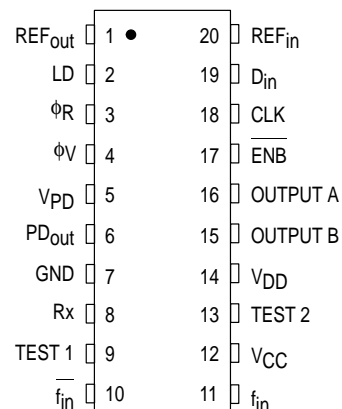 REFout 1 20 REFin
LD 2 19 Din
ϕR 3 18 CLK
ϕV 4 17 E̅N̅B̅
VPD 5 16 OUTPUT A
PDout 6 15 OUTPUT B
GND 7 14 VDD
Rx 8 13 TEST 2
TEST 1 9 12 VCC
f̅i̅n̅ 10 11 fin